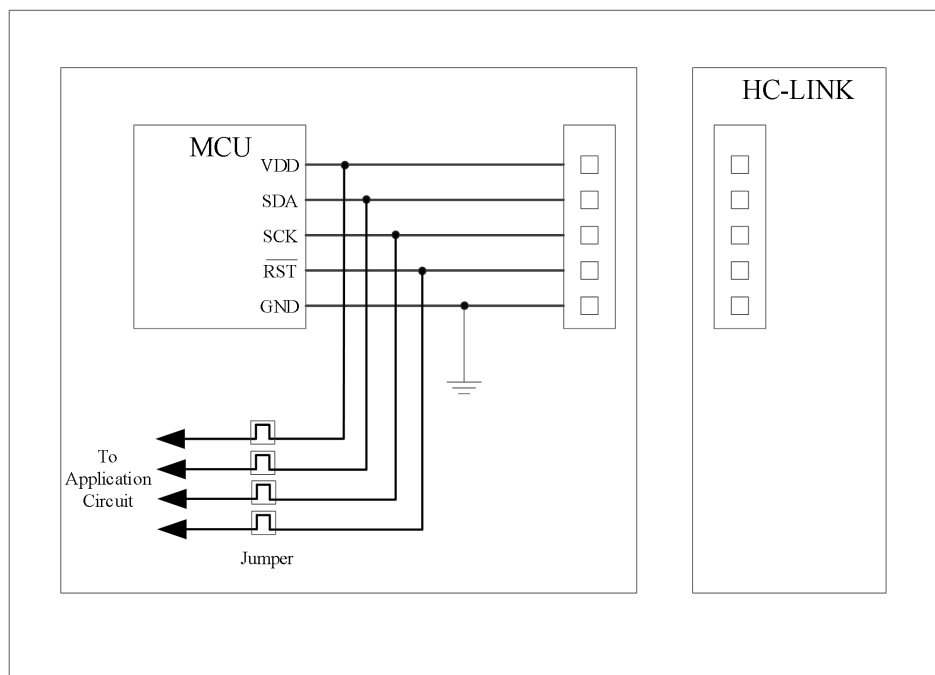 HC-LINK
MCU
VDD
SDA
SCK
RST
GND
To
Application
Circuit
Jumper